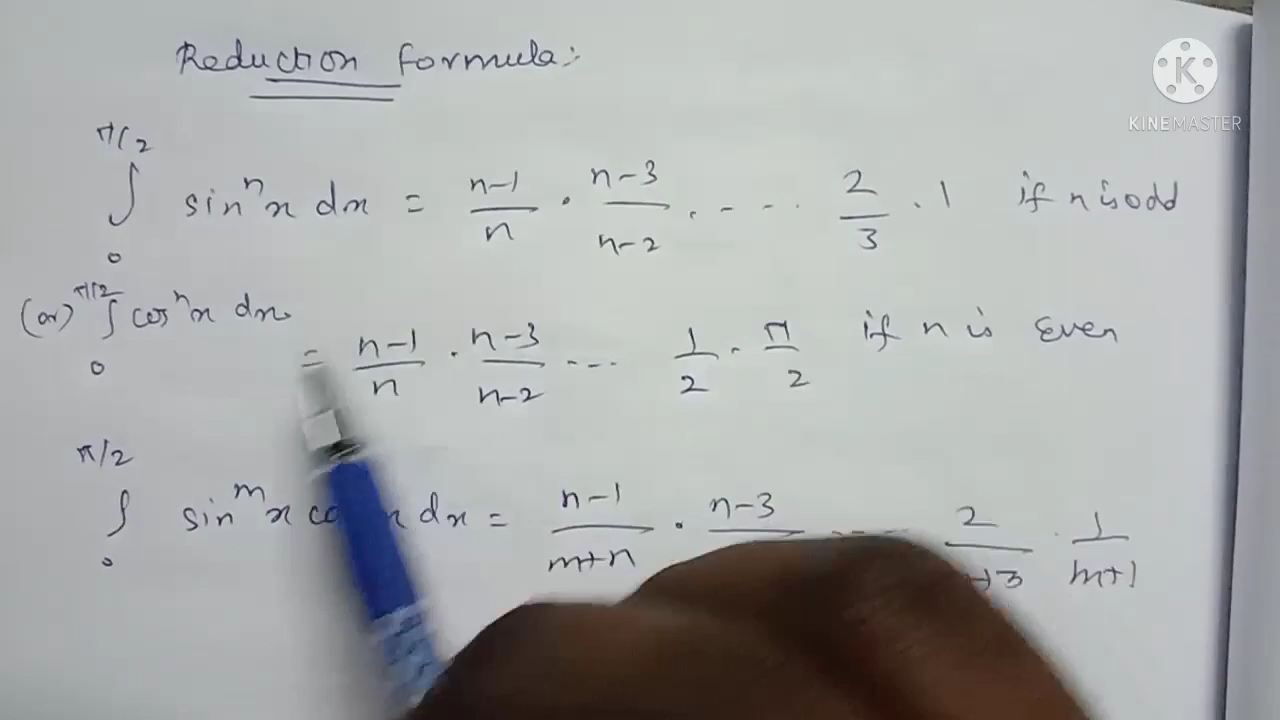 Reduction formula:
KINEMASTER
∫₀^{π/2} sinⁿx dx = (n-1)/n · (n-3)/(n-2) · ---- 2/3 · 1 if n is odd
(or) ∫₀^{π/2} cosⁿx dx.
= (n-1)/n · (n-3)/(n-2) --- 1/2 · π/2 if n is even
∫₀^{π/2} sin^m x dx = (n-1)/(m+n) · n-3 ---- 2 · 1/(m+1)